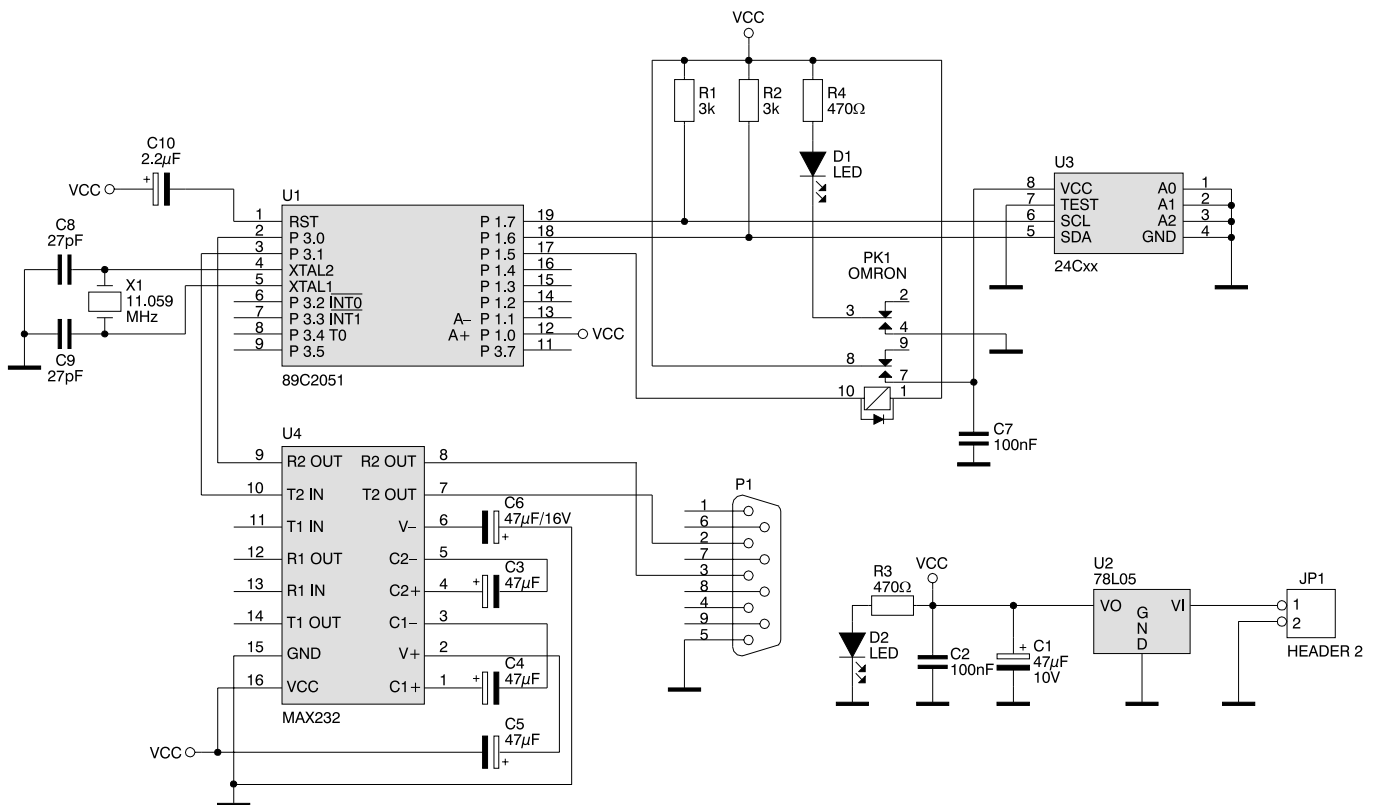 VCC
R1
3k
R2
3k
R4
470Ω
D1
LED
C10
2.2µF
+
VCC
C8
27pF
X1
11.059
MHz
C9
27pF
U1
1 RST P 1.7 19
2 P 3.0 P 1.6 18
3 P 3.1 P 1.5 17
4 XTAL2 P 1.4 16
5 XTAL1 P 1.3 15
6 P 3.2 INT0 P 1.2 14
7 P 3.3 INT1 A– P 1.1 13
8 P 3.4 T0 A+ P 1.0 12 VCC
9 P 3.5 P 3.7 11
89C2051
PK1
OMRON
2
3
4
9
8
7
10 1
C7
100nF
U3
8 VCC A0 1
7 TEST A1 2
6 SCL A2 3
5 SDA GND 4
24Cxx
U4
9 R2 OUT R2 OUT 8
10 T2 IN T2 OUT 7
11 T1 IN V– 6
12 R1 OUT C2– 5
13 R1 IN C2+ 4
14 T1 OUT C1– 3
15 GND V+ 2
16 VCC C1+ 1
MAX232
C6
47µF/16V
+
C3
+ 47µF
C4
+ 47µF
C5
47µF
+
VCC
P1
1
6
2
7
3
8
4
9
5
R3
470Ω
VCC
D2
LED
C2
100nF
+ C1
47µF
10V
U2
78L05
VO GND VI
JP1
1
2
HEADER 2